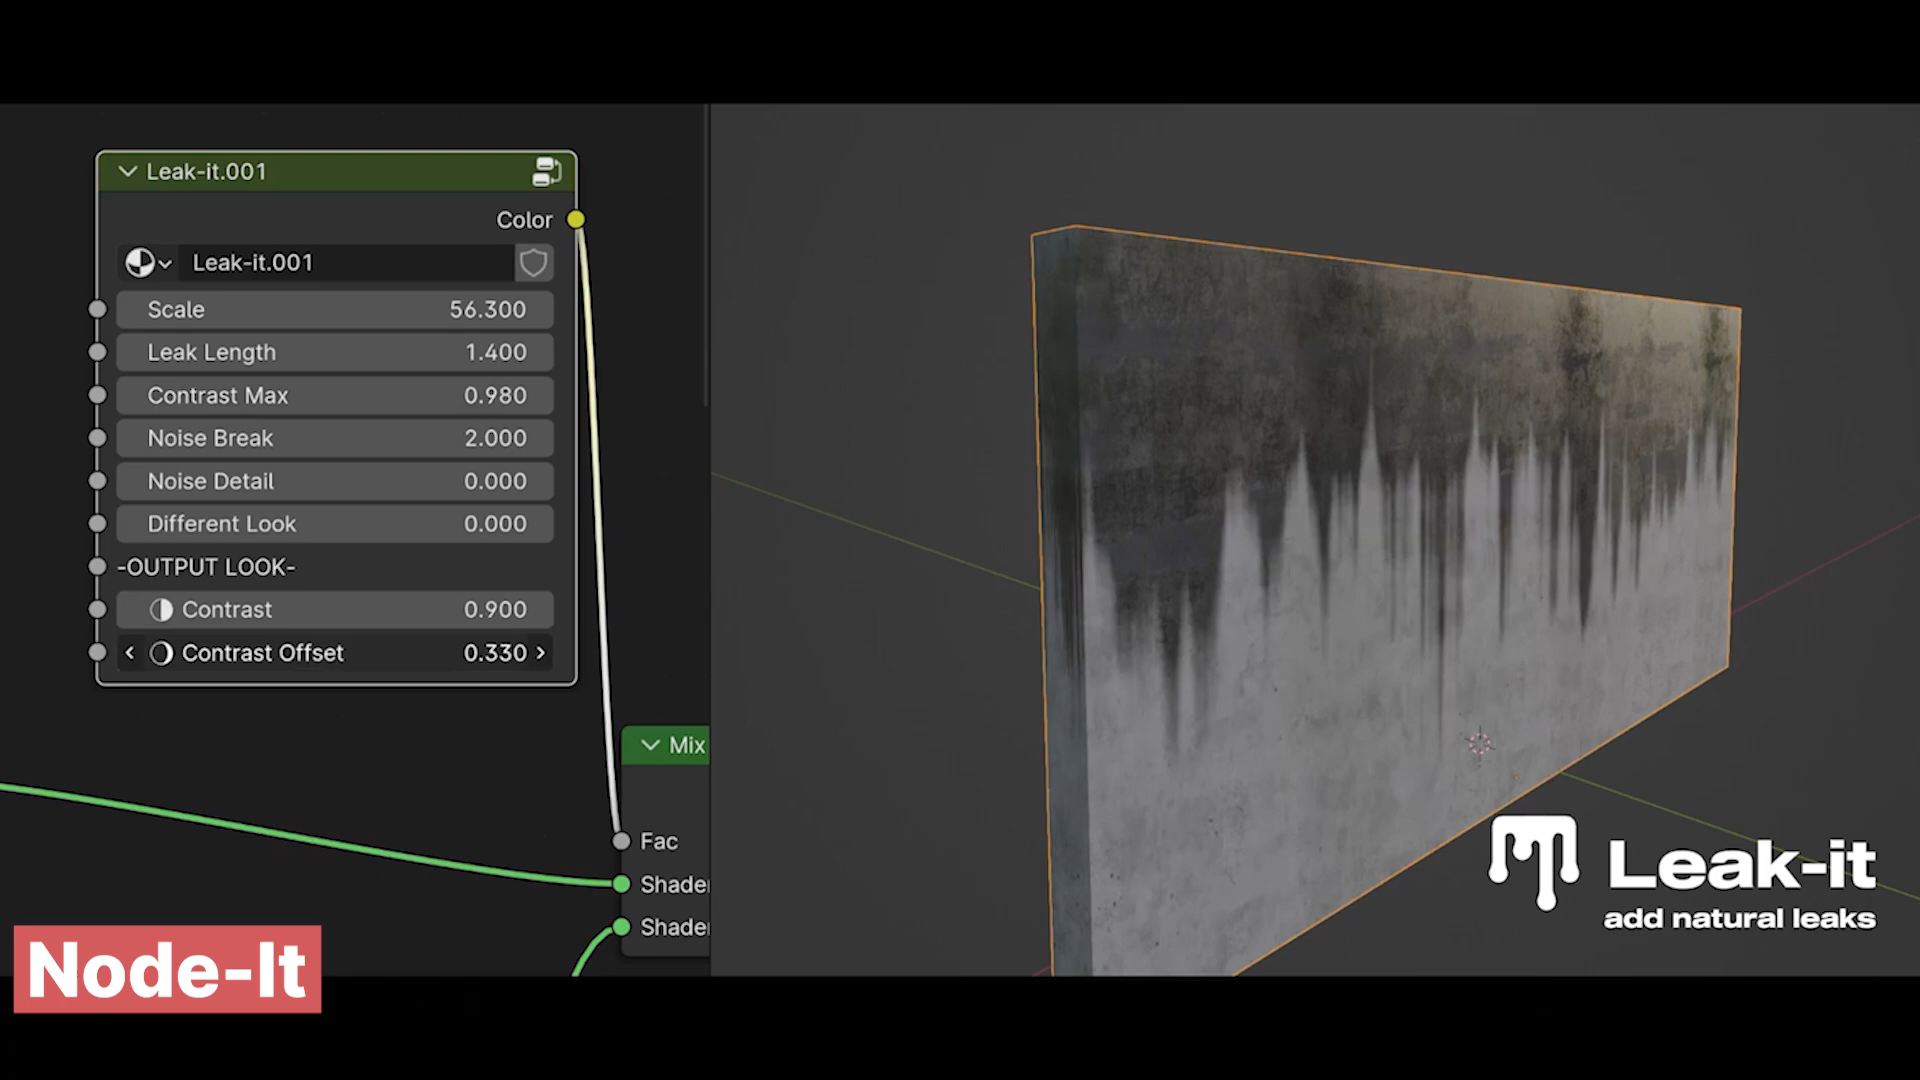 Leak-it.001
Color
Leak-it.001
Scale 56.300
Leak Length 1.400
Contrast Max 0.980
Noise Break 2.000
Noise Detail 0.000
Different Look 0.000
-OUTPUT LOOK-
Contrast 0.900
Contrast Offset 0.330
Mix
Fac
Shader
Shader
Leak-it
add natural leaks
Node-It